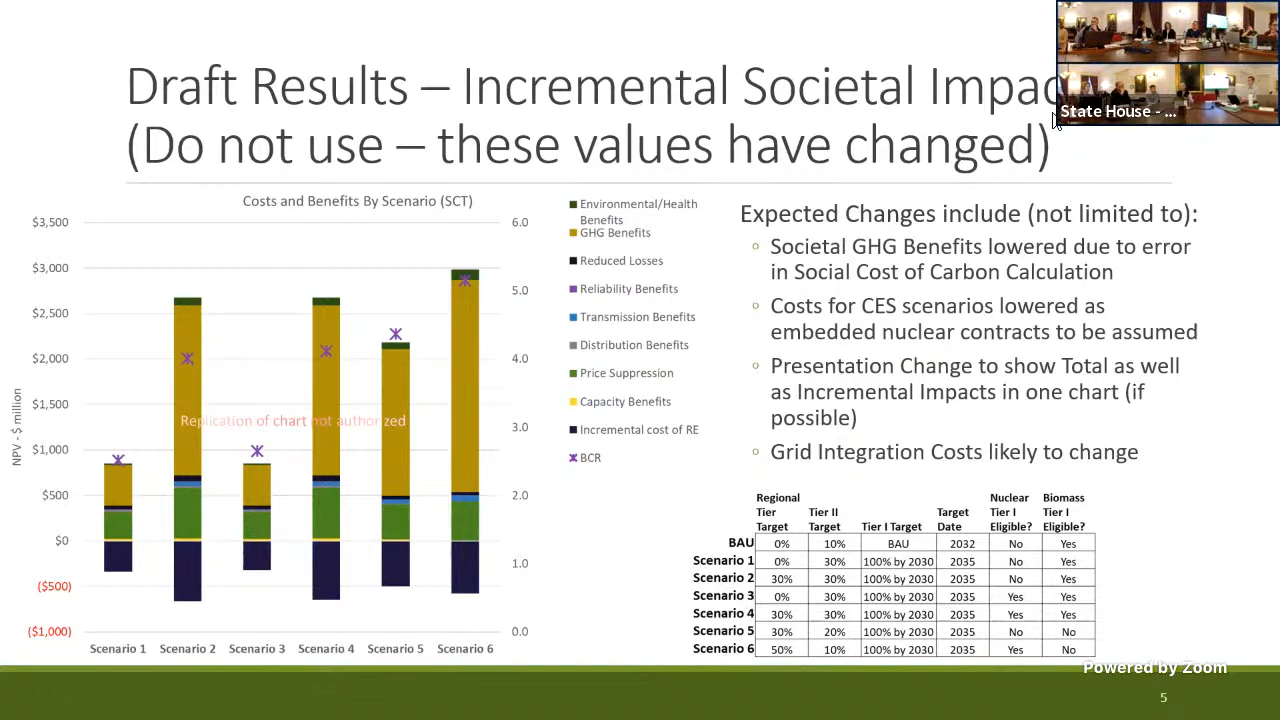 Draft Results – Incremental Societal Impac
(Do not use – these values have changed)
State House - ...
Costs and Benefits By Scenario (SCT)
NPV - $ million
$3,500
$3,000
$2,500
$2,000
$1,500
$1,000
$500
$0
($500)
($1,000)
6.0
5.0
4.0
3.0
2.0
1.0
0.0
Replication of chart not authorized
Scenario 1 Scenario 2 Scenario 3 Scenario 4 Scenario 5 Scenario 6
Environmental/Health
Benefits
GHG Benefits
Reduced Losses
Reliability Benefits
Transmission Benefits
Distribution Benefits
Price Suppression
Capacity Benefits
Incremental cost of RE
BCR
Expected Changes include (not limited to):
Societal GHG Benefits lowered due to error
in Social Cost of Carbon Calculation
Costs for CES scenarios lowered as
embedded nuclear contracts to be assumed
Presentation Change to show Total as well
as Incremental Impacts in one chart (if
possible)
Grid Integration Costs likely to change
Regional Nuclear Biomass
Tier Tier II Target Tier I Tier I
Target Target Tier I Target Date Eligible? Eligible?
BAU 0% 10% BAU 2032 No Yes
Scenario 1 0% 30% 100% by 2030 2035 No Yes
Scenario 2 30% 30% 100% by 2030 2035 No Yes
Scenario 3 0% 30% 100% by 2030 2035 Yes Yes
Scenario 4 30% 30% 100% by 2030 2035 Yes Yes
Scenario 5 30% 20% 100% by 2030 2035 No No
Scenario 6 50% 10% 100% by 2030 2035 Yes No
Powered by Zoom
5